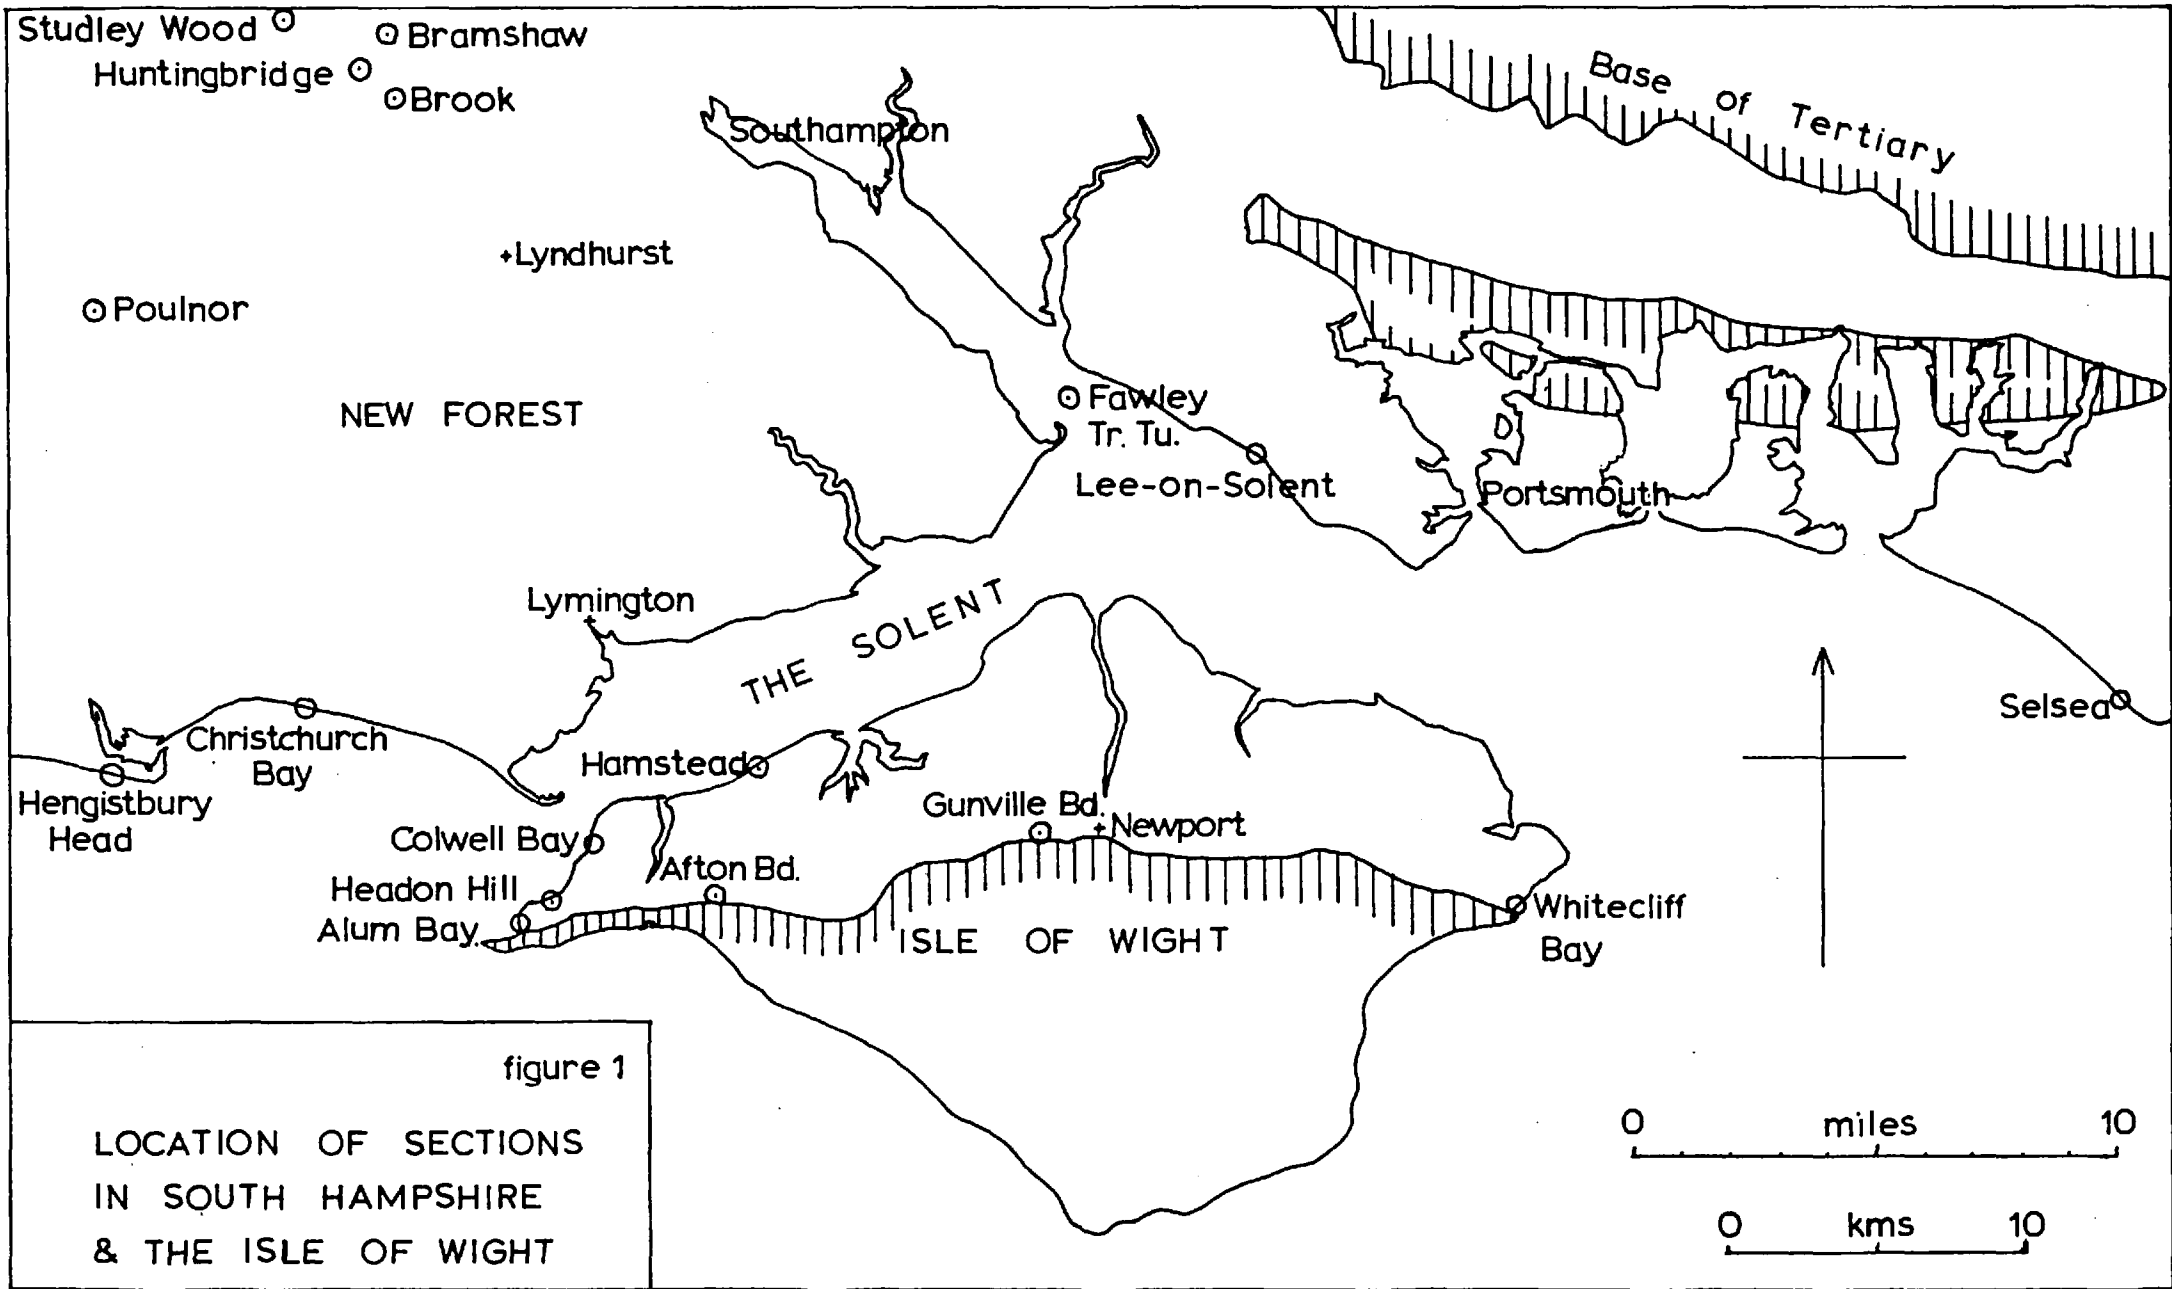 Studley Wood
Bramshaw
Huntingbridge
Brook
Southampton
Base of Tertiary
Lyndhurst
Poulnor
NEW FOREST
Fawley
Tr. Tu.
Lee-on-Solent
Portsmouth
Lymington
THE SOLENT
Selsea
Christchurch
Bay
Hamstead
Hengistbury
Head
Gunville Bd.
Newport
Colwell Bay
Afton Bd.
Headon Hill
Alum Bay
Whitecliff
Bay
ISLE OF WIGHT
figure 1
LOCATION OF SECTIONS
IN SOUTH HAMPSHIRE
& THE ISLE OF WIGHT
0 miles 10
0 kms 10